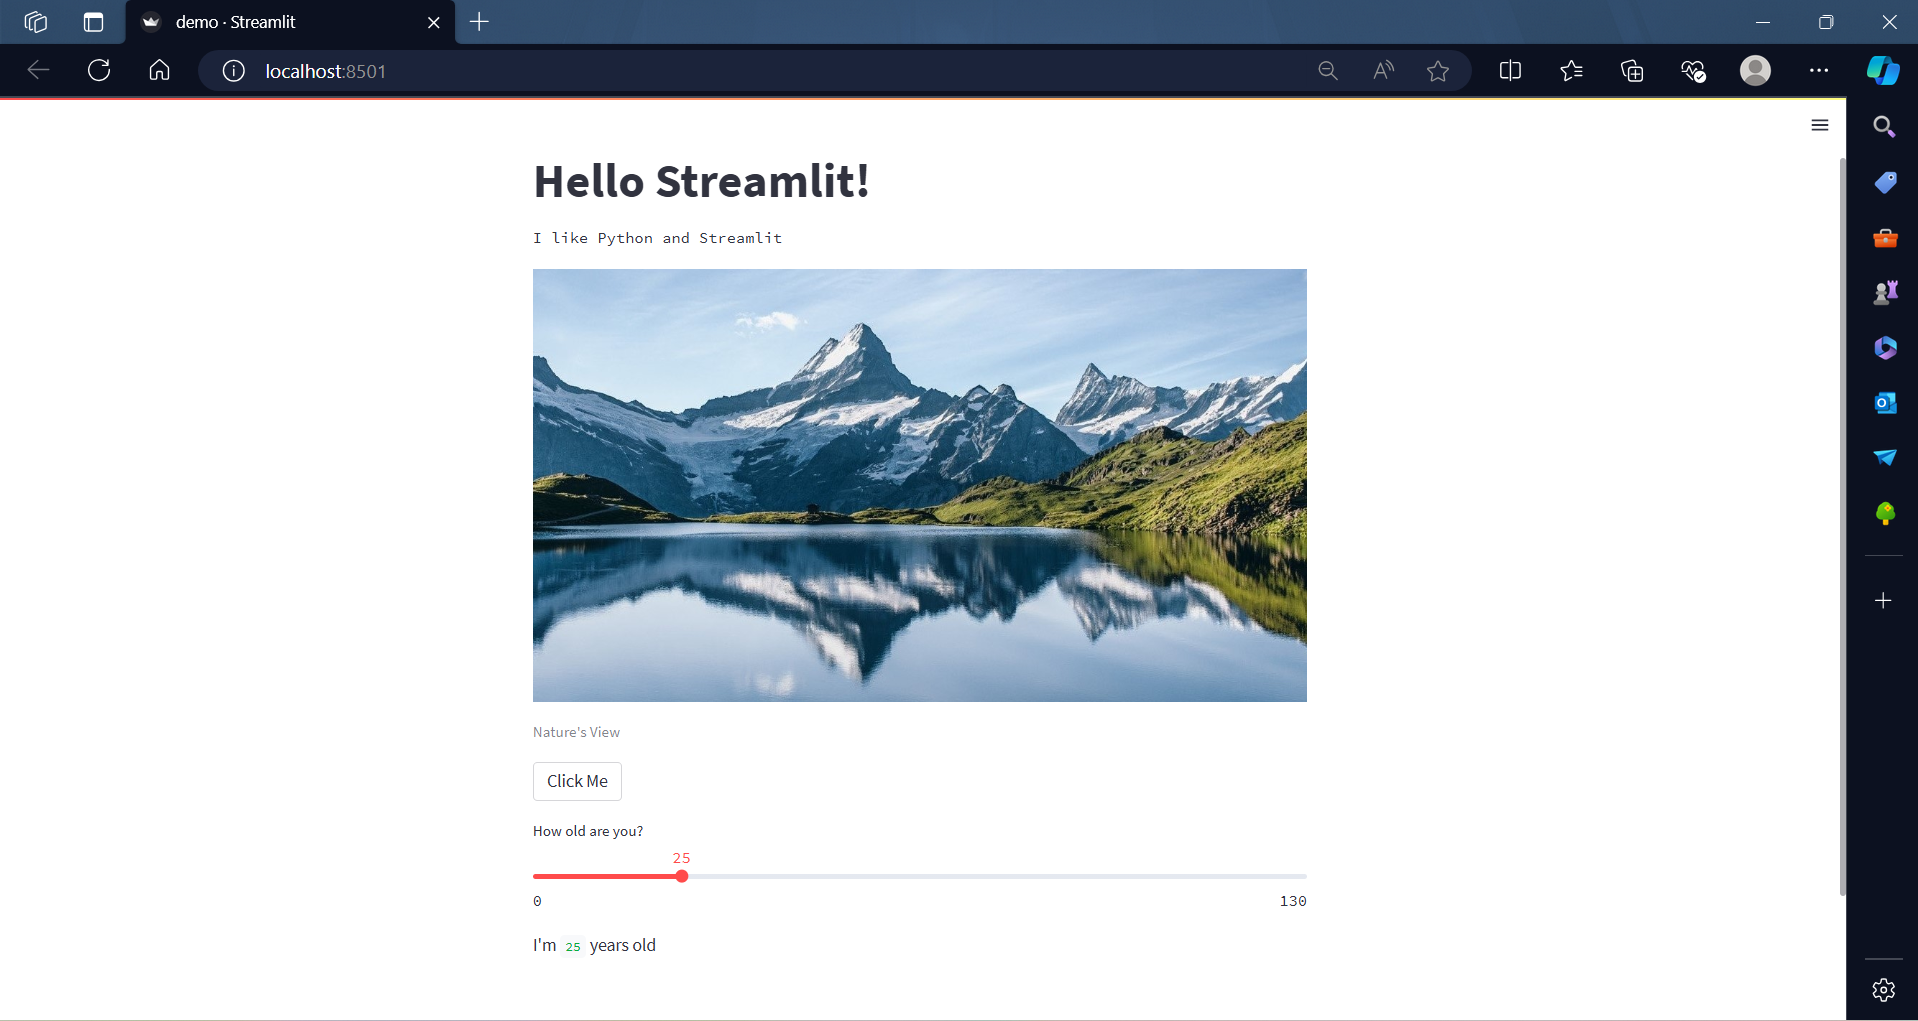 demo · Streamlit
localhost:8501
Hello Streamlit!
I like Python and Streamlit
Nature's View
Click Me
How old are you?
25
0 130
I'm 25 years old